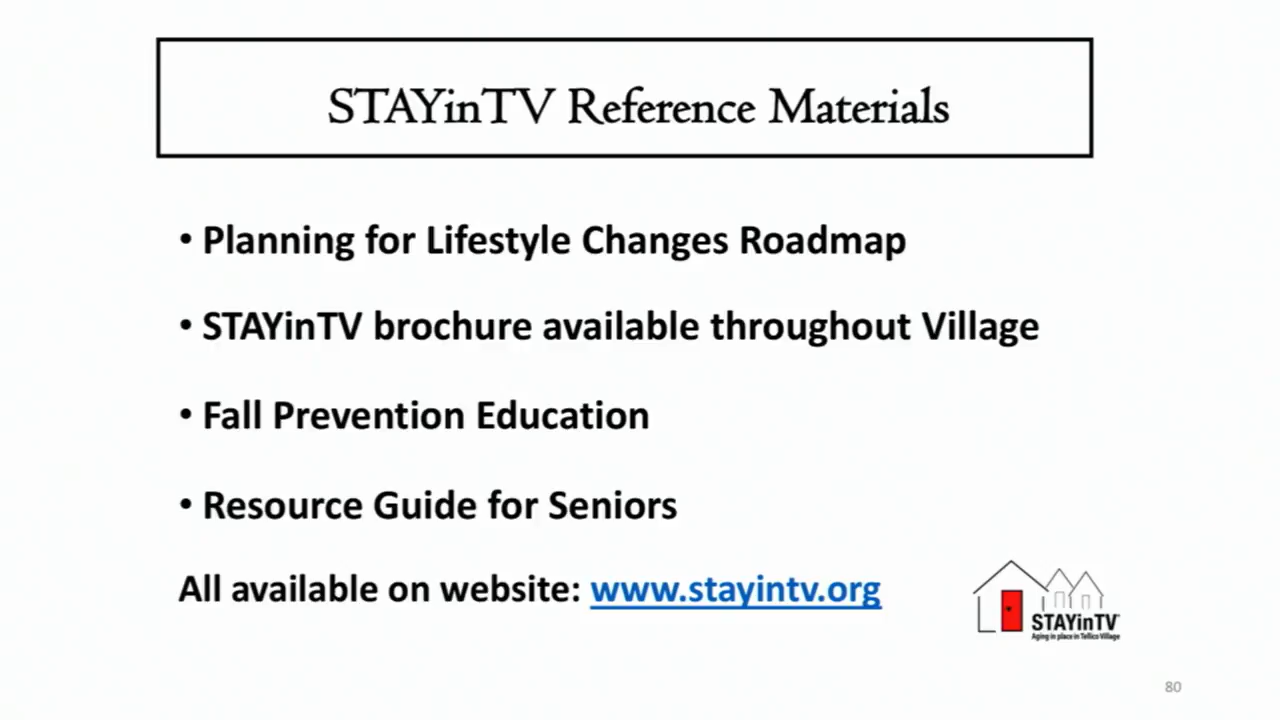 STAYinTV Reference Materials
• Planning for Lifestyle Changes Roadmap
• STAYinTV brochure available throughout Village
• Fall Prevention Education
• Resource Guide for Seniors
All available on website: www.stayintv.org
STAYinTV
Aging in place in Tellico Village
80